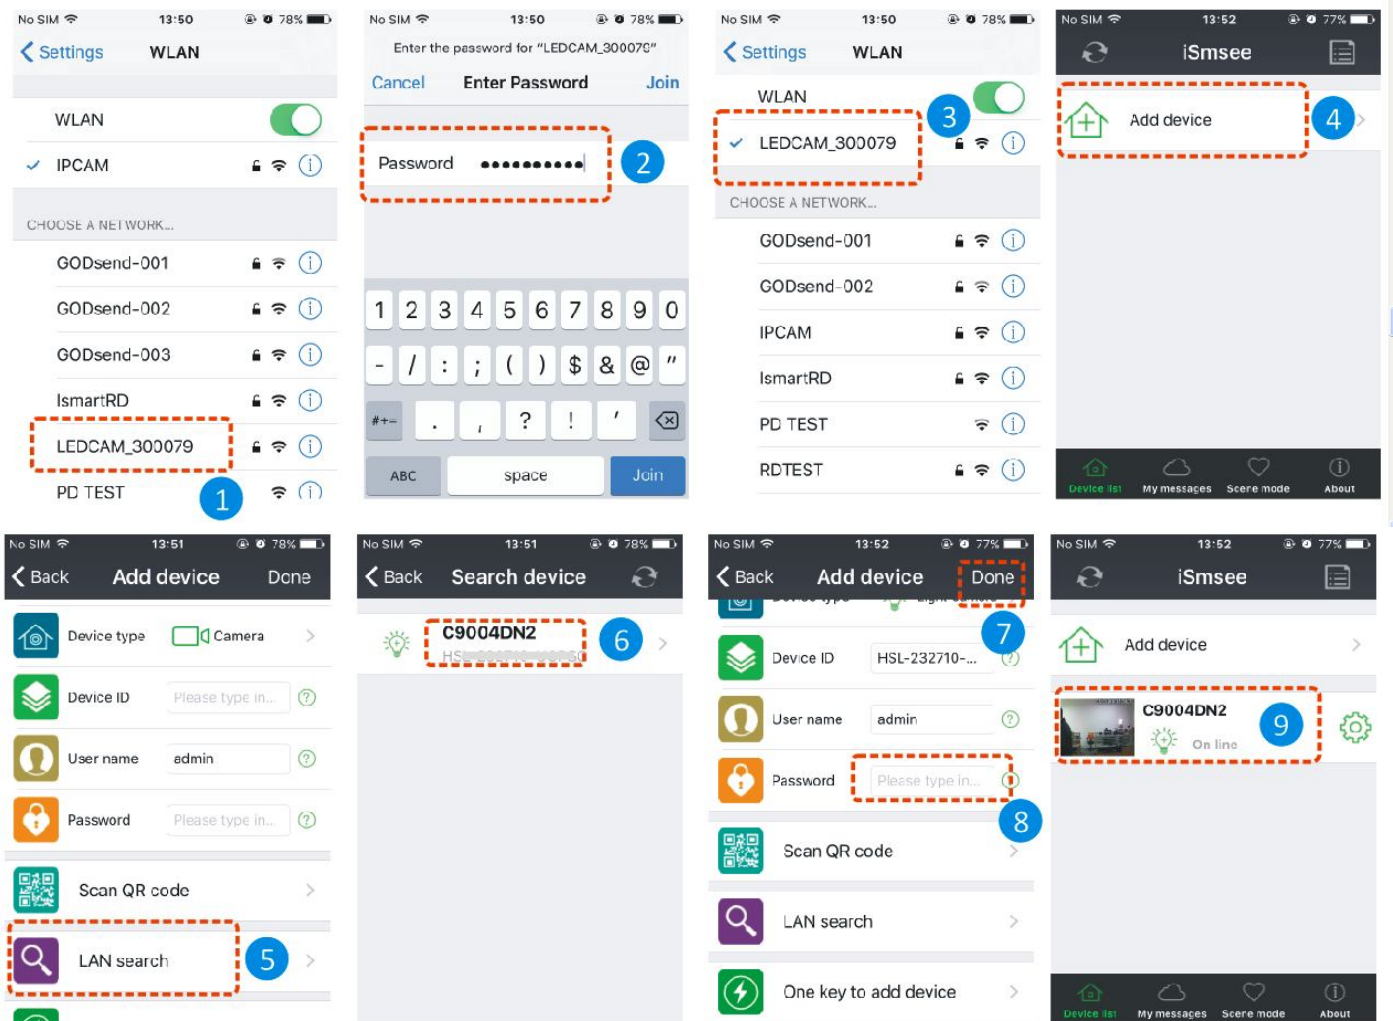 No SIM 13:50 78%
Settings WLAN
WLAN
IPCAM
CHOOSE A NETWORK...
GODsend-001
GODsend-002
GODsend-003
IsmartRD
LEDCAM_300079
PD TEST
1
No SIM 13:50 78%
Enter the password for "LEDCAM_300079"
Cancel Enter Password Join
Password ••••••••••
2
1 2 3 4 5 6 7 8 9 0
- / : ; ( ) $ & @ "
#+= . , ? ! '
ABC space Join
No SIM 13:50 78%
Settings WLAN
WLAN
3
LEDCAM_300079
CHOOSE A NETWORK...
GODsend-001
GODsend-002
IPCAM
IsmartRD
PD TEST
RDTEST
No SIM 13:52 77%
iSmsee
Add device
4
Device list My messages Scene mode About
No SIM 13:51 78%
Back Add device Done
Device type Camera
Device ID Please type in...
User name admin
Password Please type in...
Scan QR code
LAN search
5
No SIM 13:51 78%
Back Search device
C9004DN2
6
No SIM 13:52 77%
Back Add device Done
7
Device ID HSL-232710-...
User name admin
Password Please type in...
8
Scan QR code
LAN search
One key to add device
No SIM 13:52 77%
iSmsee
Add device
C9004DN2
On line
9
Device list My messages Scene mode About